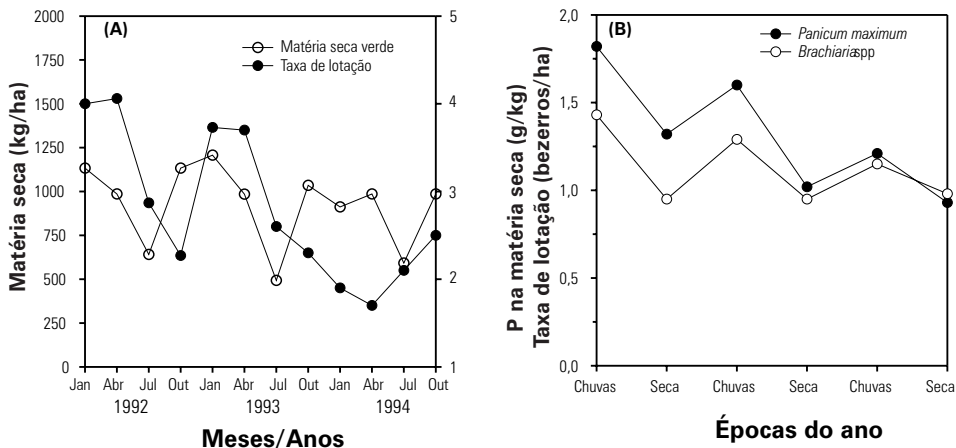 (A)
Matéria seca verde
Taxa de lotação
Matéria seca (kg/ha)
2000
1750
1500
1250
1000
750
500
250
0
5
4
3
2
1
Jan Abr Jul Out Jan Abr Jul Out Jan Abr Jul Out
1992 1993 1994
Meses/Anos
(B)
Panicum maximum
Brachiaria spp
Taxa de lotação (bezerros/ha)
P na matéria seca (g/kg)
2,0
1,5
1,0
0,5
0,0
Chuvas Seca Chuvas Seca Chuvas Seca
Épocas do ano